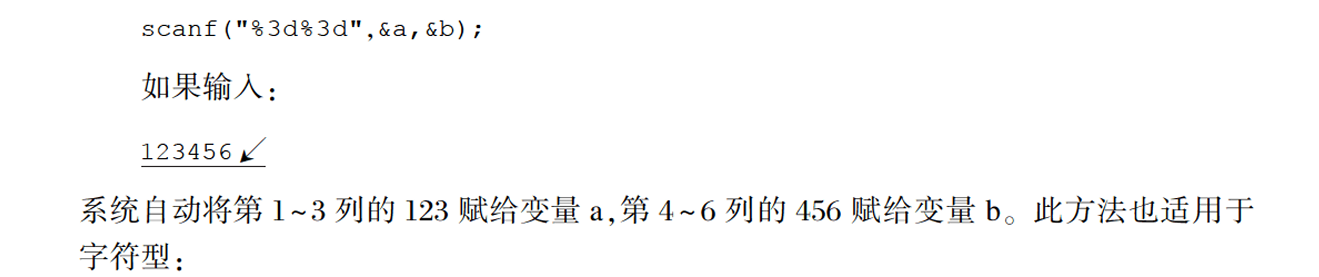 scanf("%3d%3d",&a,&b);
如果输入:
123456↙
系统自动将第 1~3 列的 123 赋给变量 a,第 4~6 列的 456 赋给变量 b。此方法也适用于
字符型: